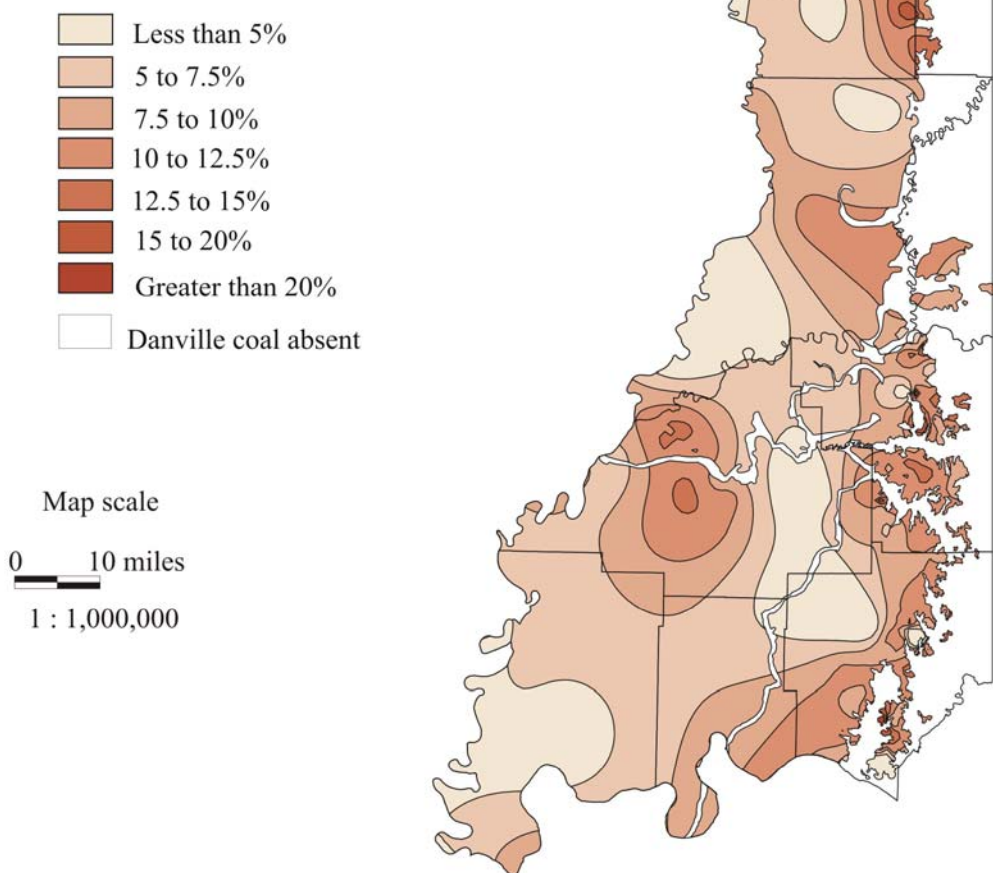 Less than 5%
5 to 7.5%
7.5 to 10%
10 to 12.5%
12.5 to 15%
15 to 20%
Greater than 20%
Danville coal absent
Map scale
0 10 miles
1 : 1,000,000